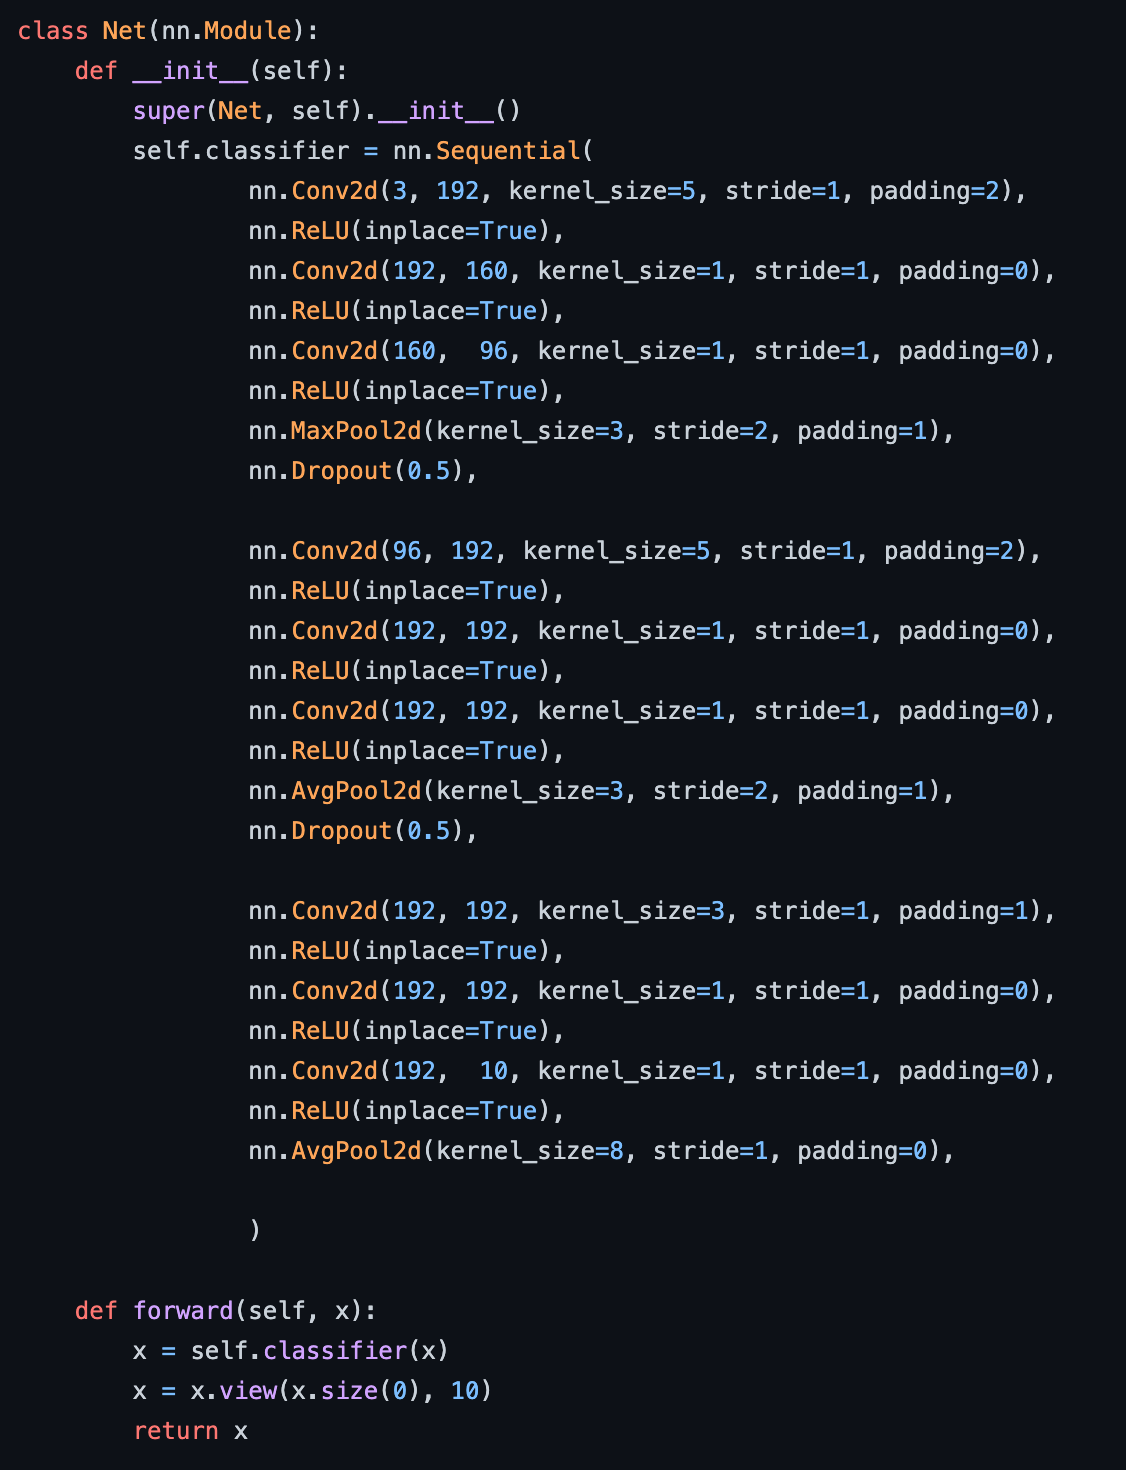 class Net(nn.Module):
    def __init__(self):
        super(Net, self).__init__()
        self.classifier = nn.Sequential(
                nn.Conv2d(3, 192, kernel_size=5, stride=1, padding=2),
                nn.ReLU(inplace=True),
                nn.Conv2d(192, 160, kernel_size=1, stride=1, padding=0),
                nn.ReLU(inplace=True),
                nn.Conv2d(160,  96, kernel_size=1, stride=1, padding=0),
                nn.ReLU(inplace=True),
                nn.MaxPool2d(kernel_size=3, stride=2, padding=1),
                nn.Dropout(0.5),

                nn.Conv2d(96, 192, kernel_size=5, stride=1, padding=2),
                nn.ReLU(inplace=True),
                nn.Conv2d(192, 192, kernel_size=1, stride=1, padding=0),
                nn.ReLU(inplace=True),
                nn.Conv2d(192, 192, kernel_size=1, stride=1, padding=0),
                nn.ReLU(inplace=True),
                nn.AvgPool2d(kernel_size=3, stride=2, padding=1),
                nn.Dropout(0.5),

                nn.Conv2d(192, 192, kernel_size=3, stride=1, padding=1),
                nn.ReLU(inplace=True),
                nn.Conv2d(192, 192, kernel_size=1, stride=1, padding=0),
                nn.ReLU(inplace=True),
                nn.Conv2d(192,  10, kernel_size=1, stride=1, padding=0),
                nn.ReLU(inplace=True),
                nn.AvgPool2d(kernel_size=8, stride=1, padding=0),

                )

    def forward(self, x):
        x = self.classifier(x)
        x = x.view(x.size(0), 10)
        return x